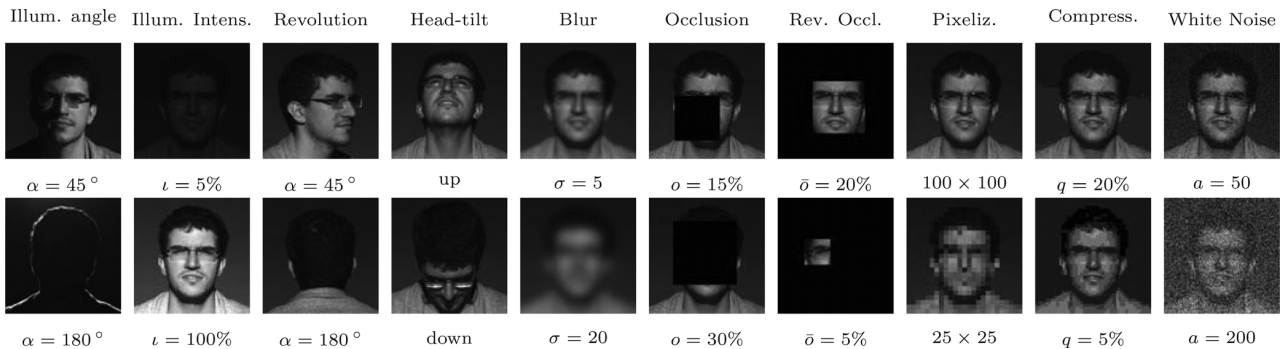 Illum. angle Illum. Intens. Revolution Head-tilt Blur Occlusion Rev. Occl. Pixeliz. Compress. White Noise
α = 45° ι = 5% α = 45° up σ = 5 o = 15% ō = 20% 100 × 100 q = 20% a = 50
α = 180° ι = 100% α = 180° down σ = 20 o = 30% ō = 5% 25 × 25 q = 5% a = 200